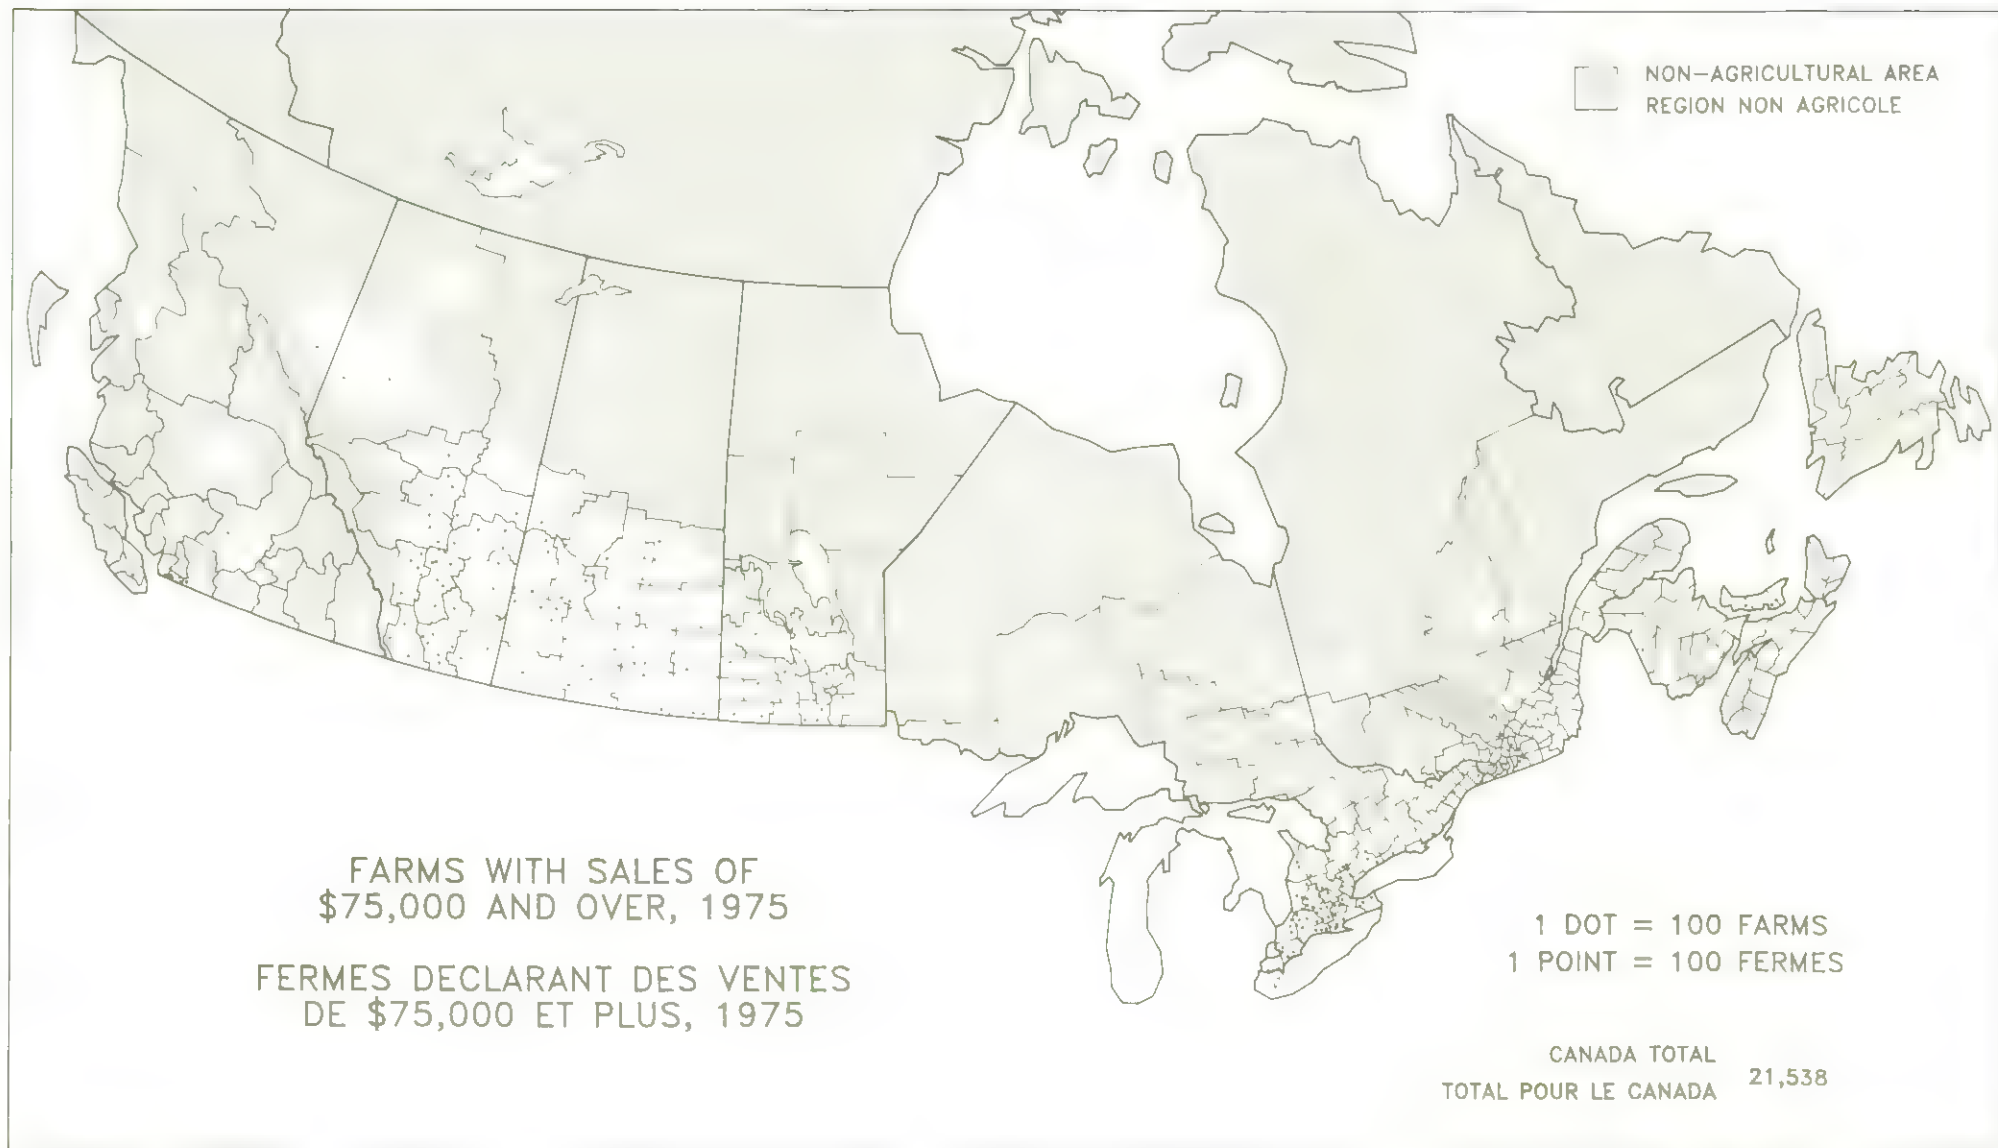 NON-AGRICULTURAL AREA
REGION NON AGRICOLE
FARMS WITH SALES OF
$75,000 AND OVER, 1975
FERMES DECLARANT DES VENTES
DE $75,000 ET PLUS, 1975
1 DOT = 100 FARMS
1 POINT = 100 FERMES
CANADA TOTAL
TOTAL POUR LE CANADA
21,538